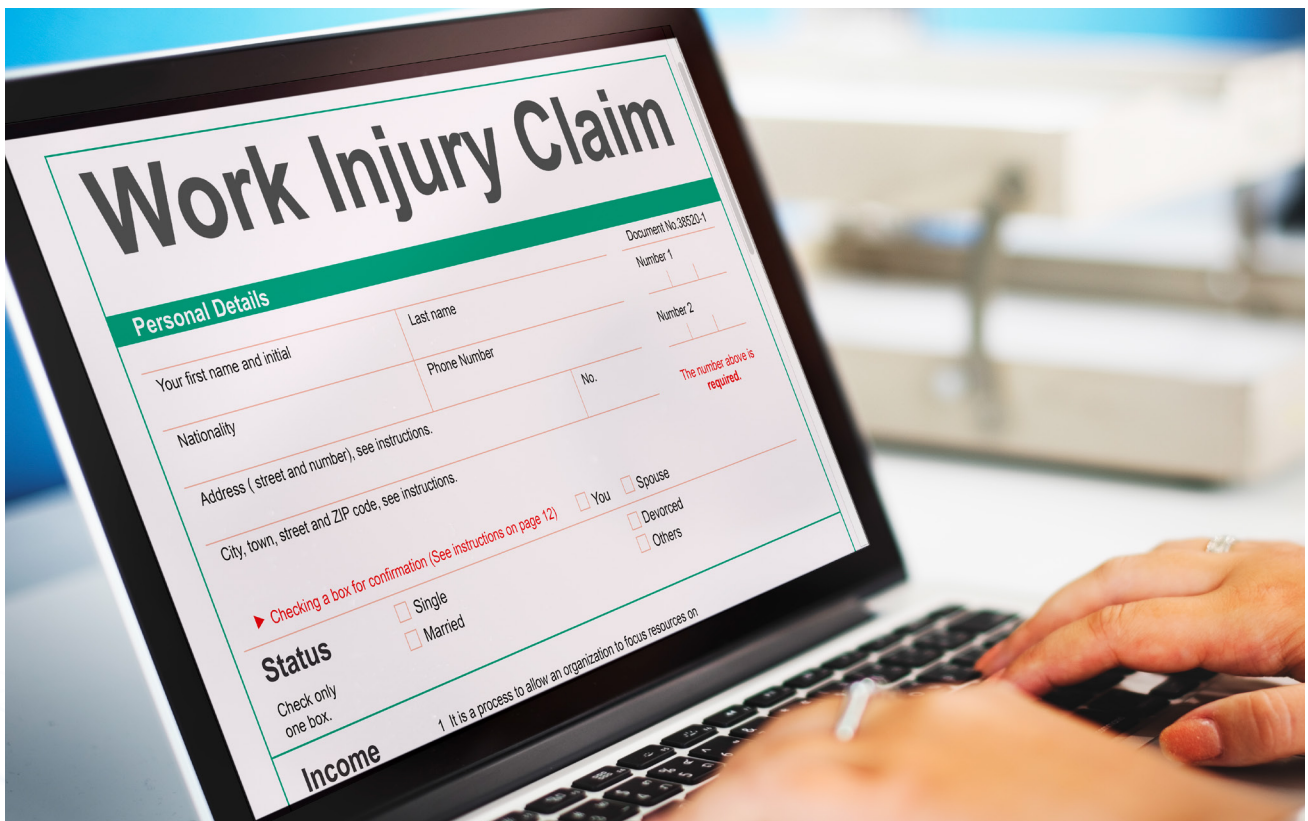 Work Injury Claim
Personal Details
Document No.38520-1
Your first name and initial
Last name
Number 1
Nationality
Phone Number
Number 2
Address ( street and number), see instructions.
No.
The number above is
required.
City, town, street and ZIP code, see instructions.
Checking a box for confirmation (See instructions on page 12)
You
Spouse
Status
Single
Devorced
Married
Others
Check only
one box.
Income
1 It is a process to allow an organization to focus resources on